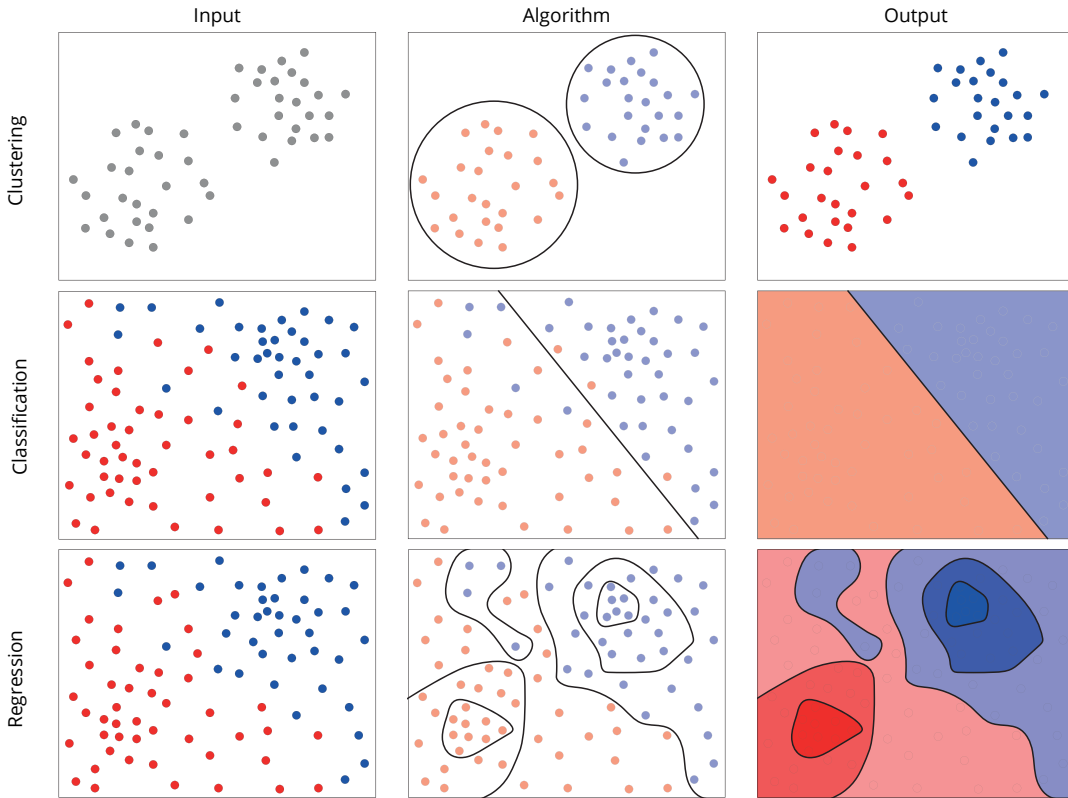 Input
Algorithm
Output
Clustering
Classification
Regression